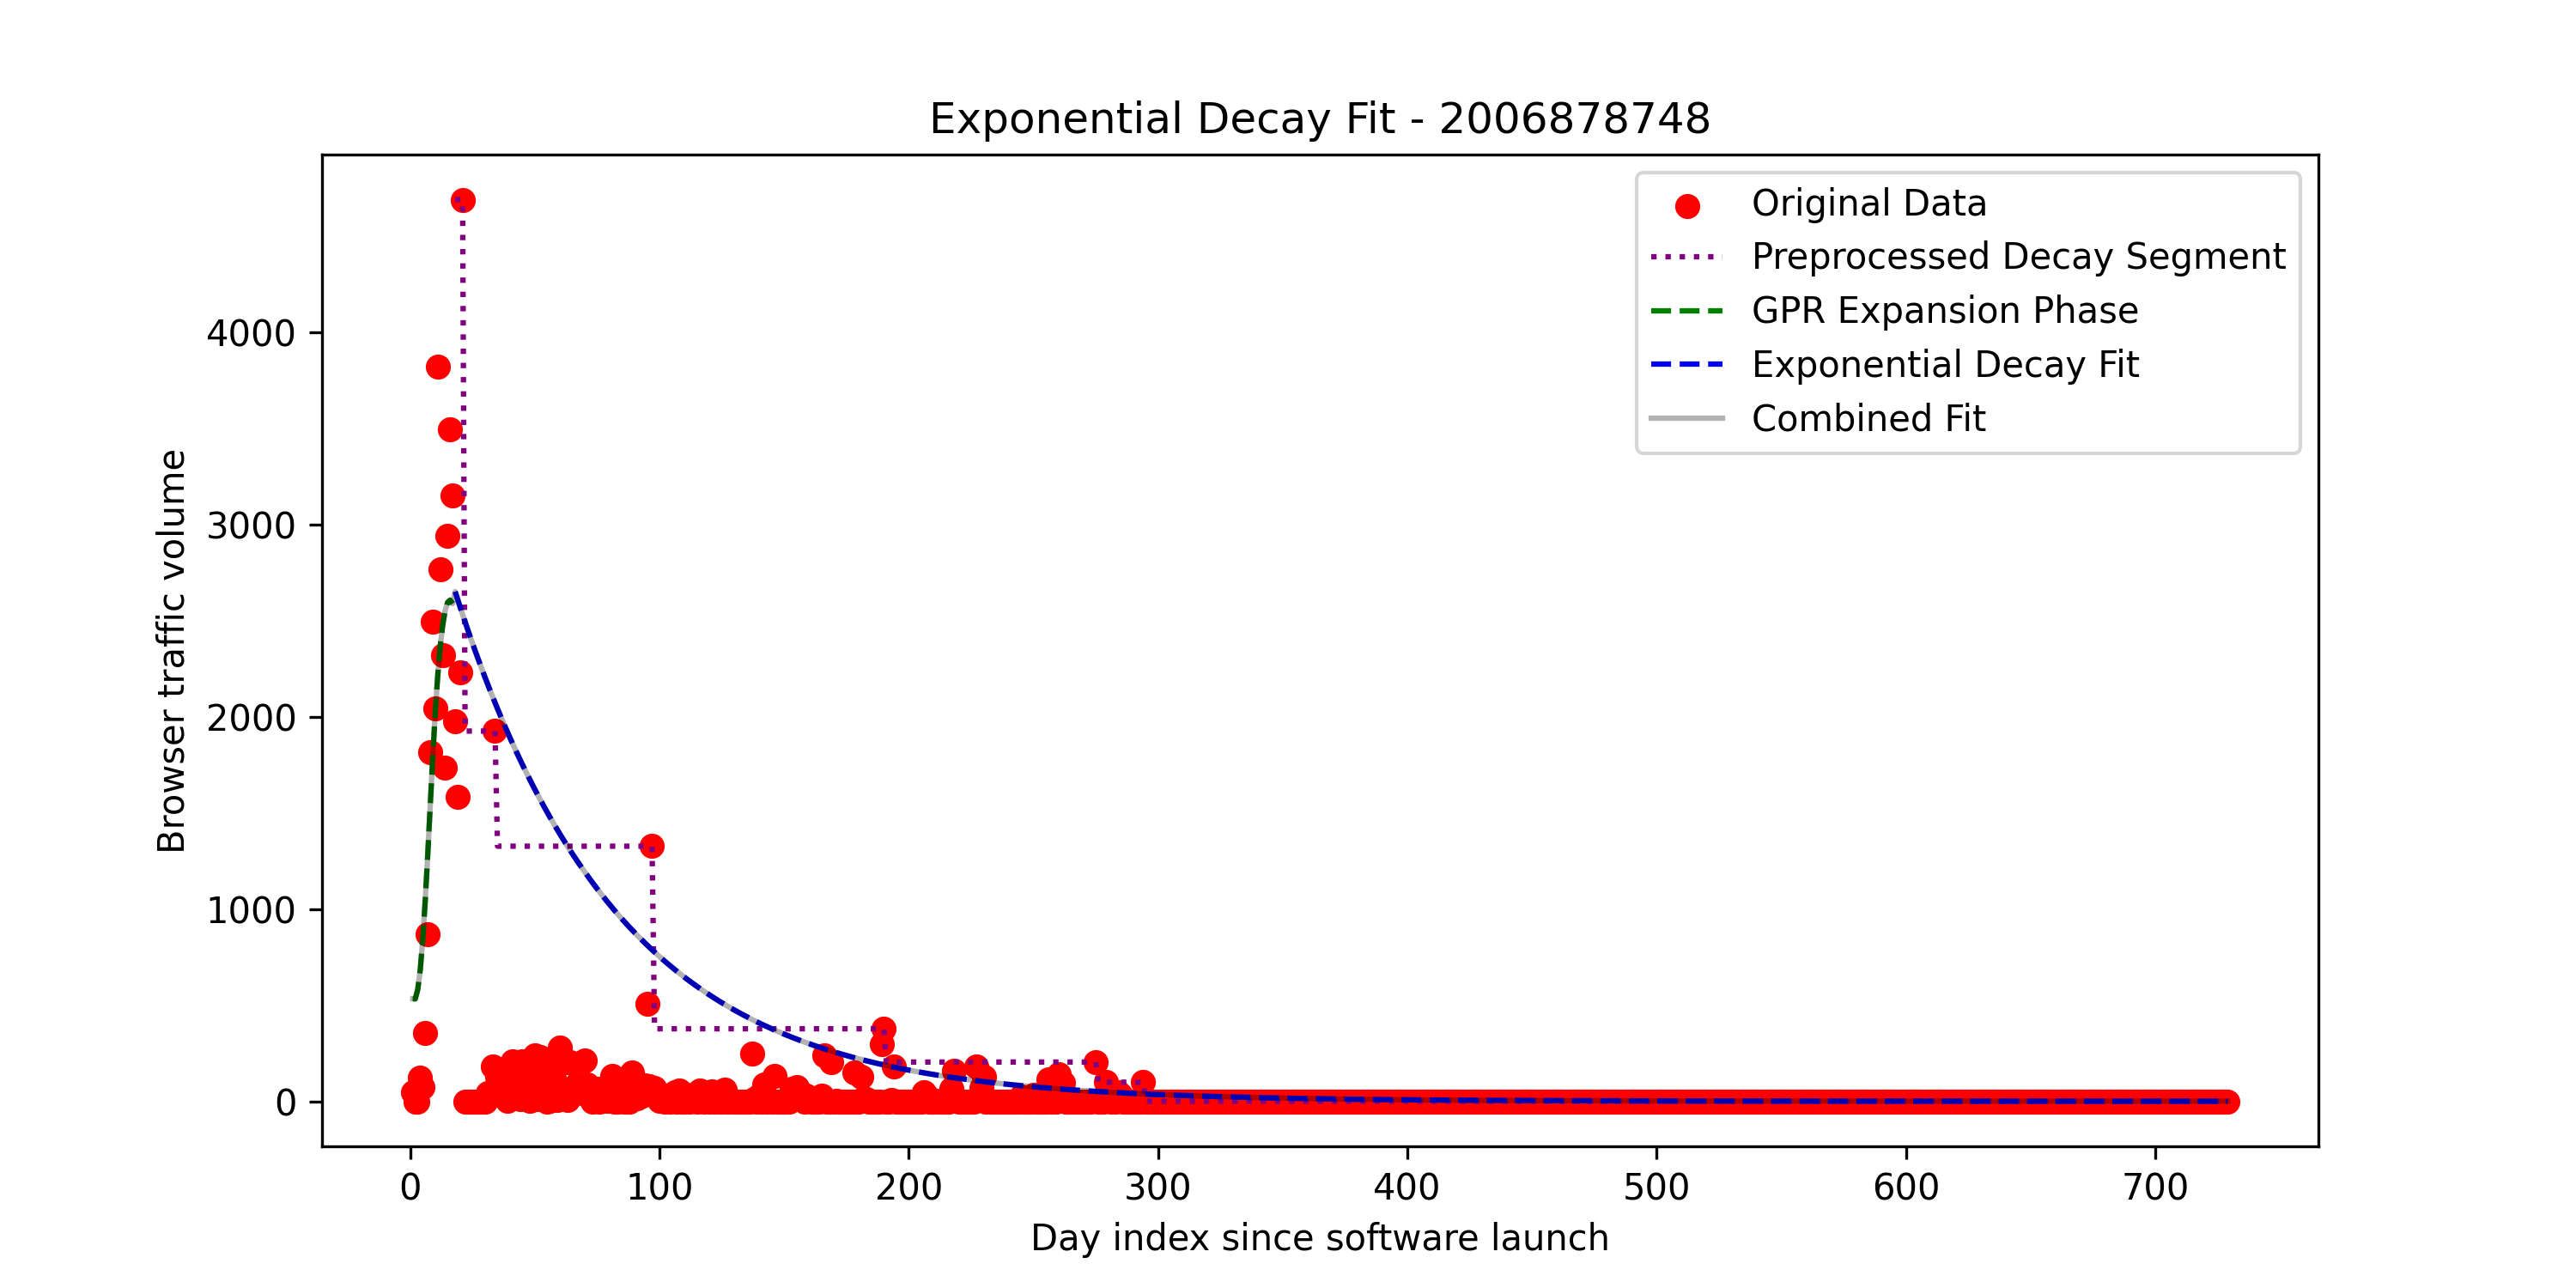 Exponential Decay Fit - 2006878748
Original Data
Preprocessed Decay Segment
GPR Expansion Phase
Exponential Decay Fit
Combined Fit
Browser traffic volume
4000
3000
2000
1000
0
0 100 200 300 400 500 600 700
Day index since software launch